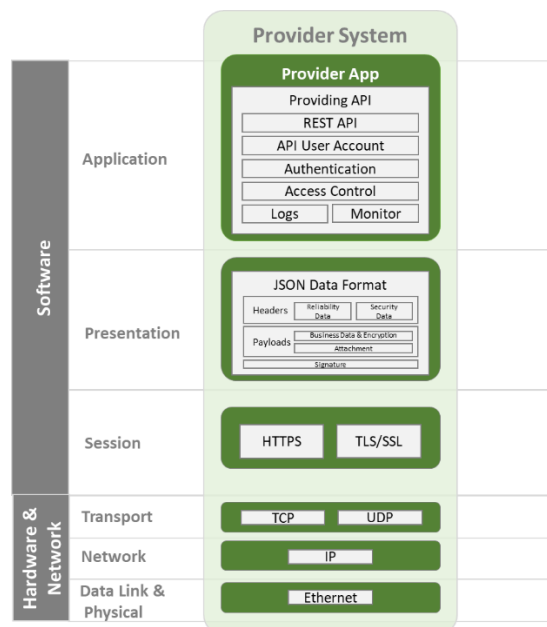 Provider System
Software
Application
Provider App
Providing API
REST API
API User Account
Authentication
Access Control
Logs
Monitor
Presentation
JSON Data Format
Headers
Reliability
Data
Security
Data
Payloads
Business Data & Encryption
Attachment
Signature
Session
HTTPS
TLS/SSL
Hardware &
Network
Transport
TCP
UDP
Network
IP
Data Link &
Physical
Ethernet